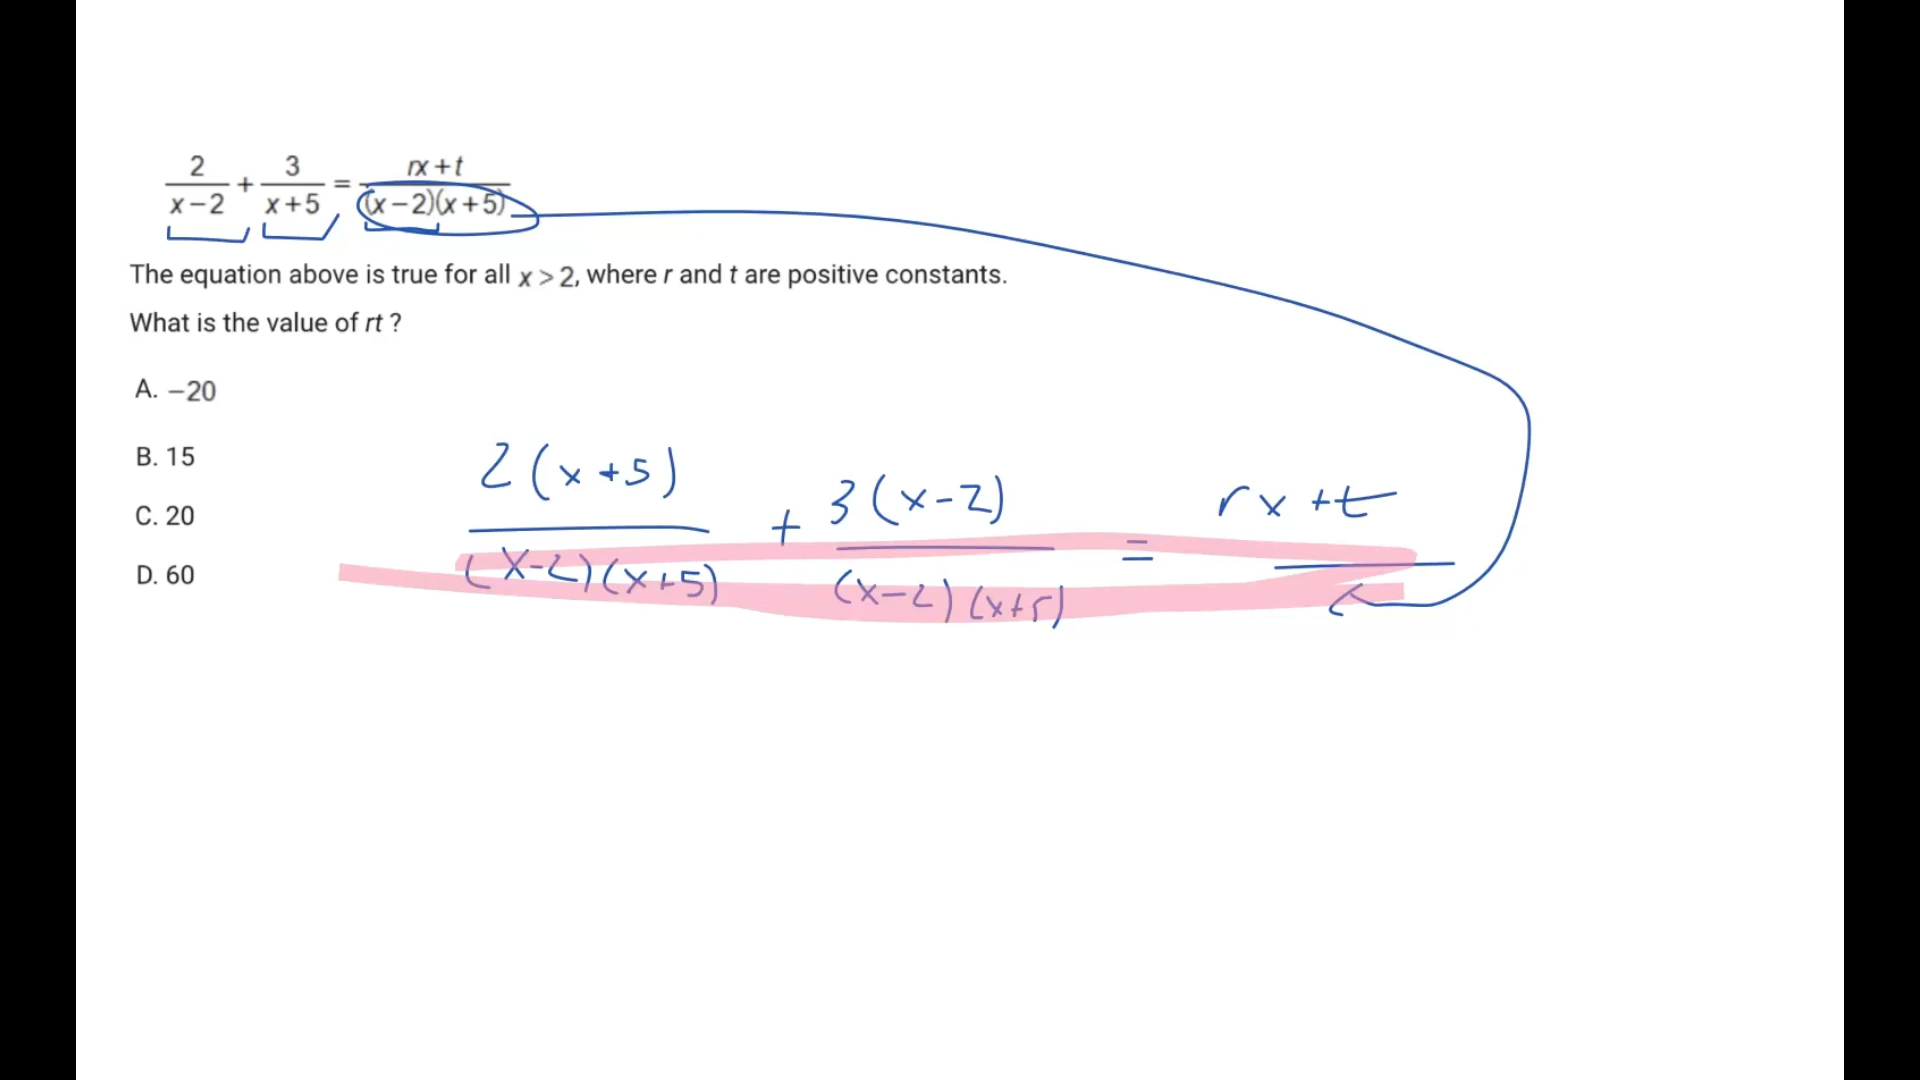 2/(x−2) + 3/(x+5) = (rx+t)/((x−2)(x+5))
The equation above is true for all x > 2, where r and t are positive constants.
What is the value of rt ?
A. −20
B. 15
C. 20
D. 60
2(x+5) + 3(x-2) = rx+t
(x-2)(x+5) (x-2)(x+5)